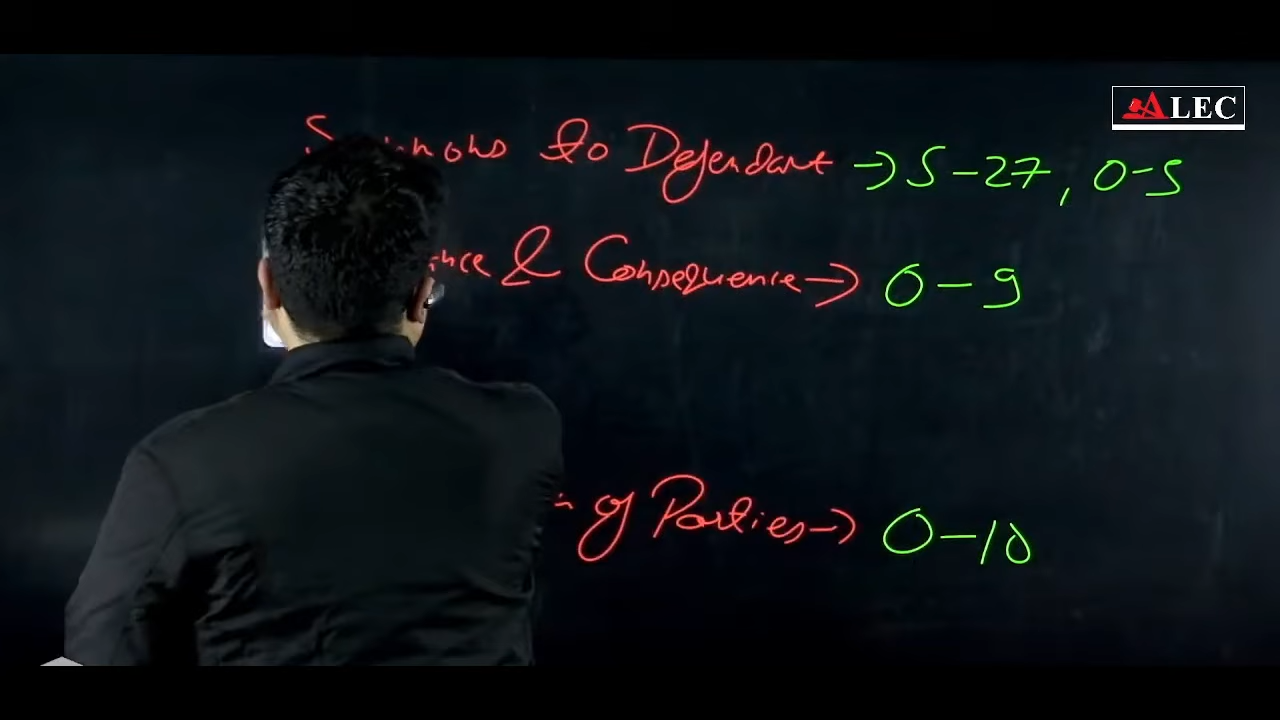 ALEC
to Defendant → S-27, O-5
& Consequence → O-9
of Parties → O-10